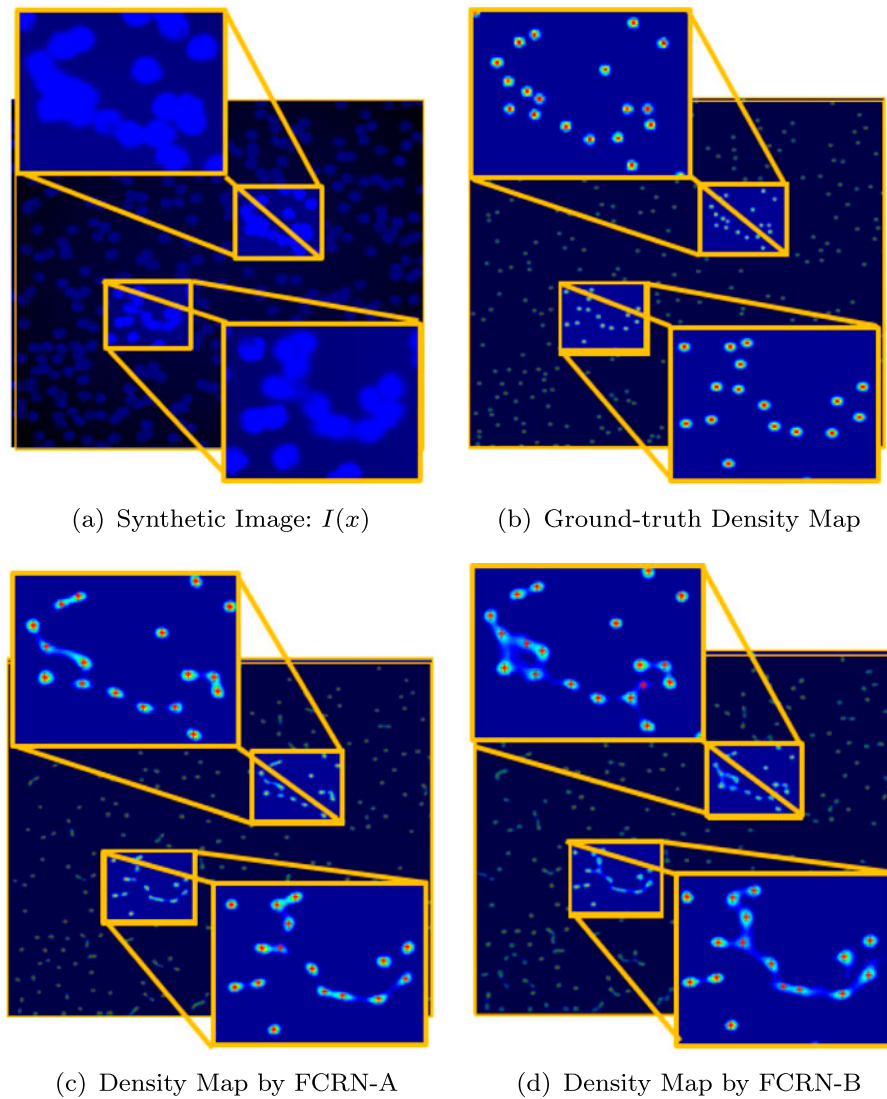 (a) Synthetic Image: I(x)
(b) Ground-truth Density Map
(c) Density Map by FCRN-A
(d) Density Map by FCRN-B